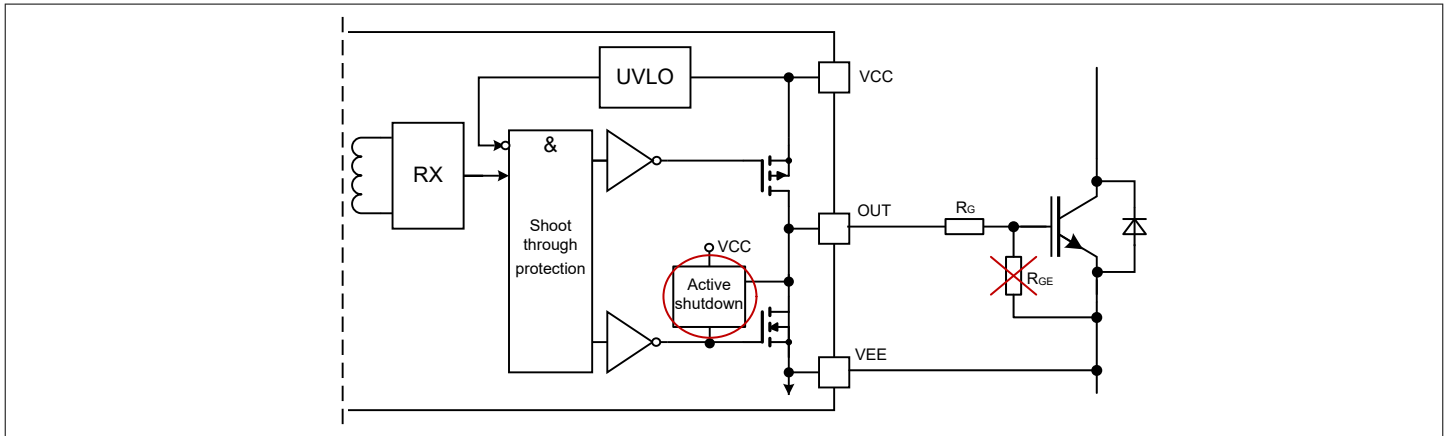 UVLO
VCC
&
RX
OUT
RG
Shoot
through
protection
VCC
Active
shutdown
RGE
VEE